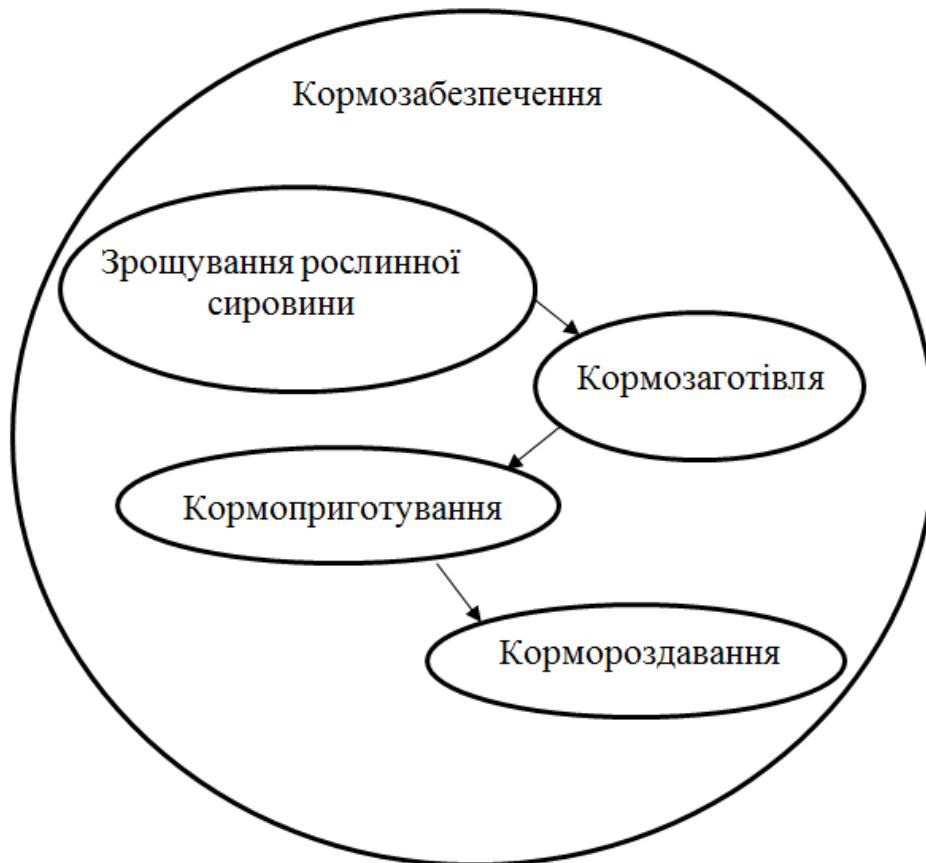 Кормозабезпечення
Зрощування рослинної
сировини
Кормозаготівля
Кормоприготування
Кормороздавання